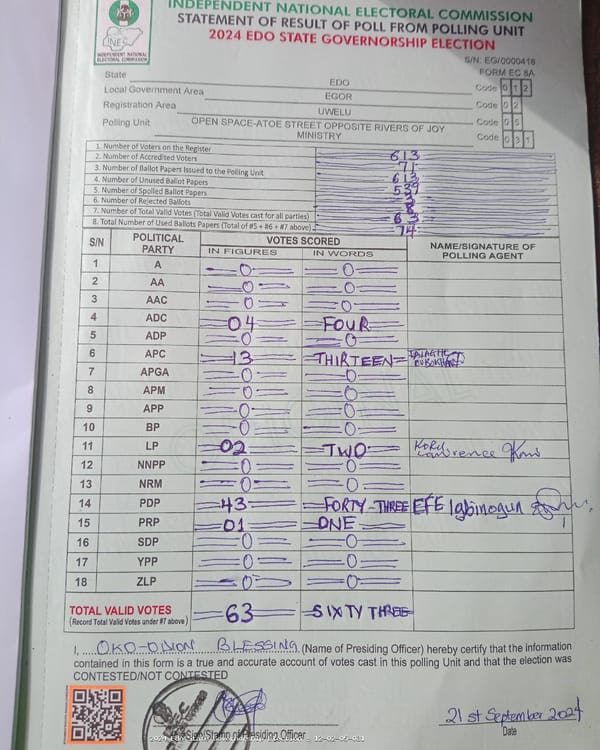 INDEPENDENT NATIONAL ELECTORAL COMMISSION
STATEMENT OF RESULT OF POLL FROM POLLING UNIT
2024 EDO STATE GOVERNORSHIP ELECTION
INEC
INDEPENDENT NATIONAL
ELECTORAL COMMISSION
S/N: EG/0000418
FORM EC 8A
State EDO Code 0 1 2
Local Government Area EGOR Code 0 2
Registration Area UWELU Code 0 5
Polling Unit OPEN SPACE-ATOE STREET OPPOSITE RIVERS OF JOY MINISTRY Code 0 3 1
1. Number of Voters on the Register 613
2. Number of Accredited Voters 71
3. Number of Ballot Papers Issued to the Polling Unit 613
4. Number of Unused Ballot Papers 539
5. Number of Spoiled Ballot Papers 3
6. Number of Rejected Ballots 8
7. Number of Total Valid Votes (Total Valid Votes cast for all parties) 63
8. Total Number of Used Ballots Papers (Total of #5 + #6 + #7 above) 74
S/N POLITICAL PARTY VOTES SCORED NAME/SIGNATURE OF POLLING AGENT
IN FIGURES IN WORDS
1 A 0 0
2 AA 0 0
3 AAC 0 0
4 ADC 04 FOUR
5 ADP 0 0
6 APC 13 THIRTEEN
7 APGA 0 0
8 APM 0 0
9 APP 0 0
10 BP 0 0
11 LP 02 TWO
12 NNPP 0 0
13 NRM 0 0
14 PDP 43 FORTY-THREE EFE Igbinogun
15 PRP 01 ONE
16 SDP 0 0
17 YPP 0 0
18 ZLP 0 0
TOTAL VALID VOTES 63 SIXTY THREE
(Record Total Valid Votes under #7 above)
I, OKO-DIXON BLESSING (Name of Presiding Officer) hereby certify that the information
contained in this form is a true and accurate account of votes cast in this polling Unit and that the election was
CONTESTED/NOT CONTESTED
Sign/Stamp of Presiding Officer
21st September 2024
Date